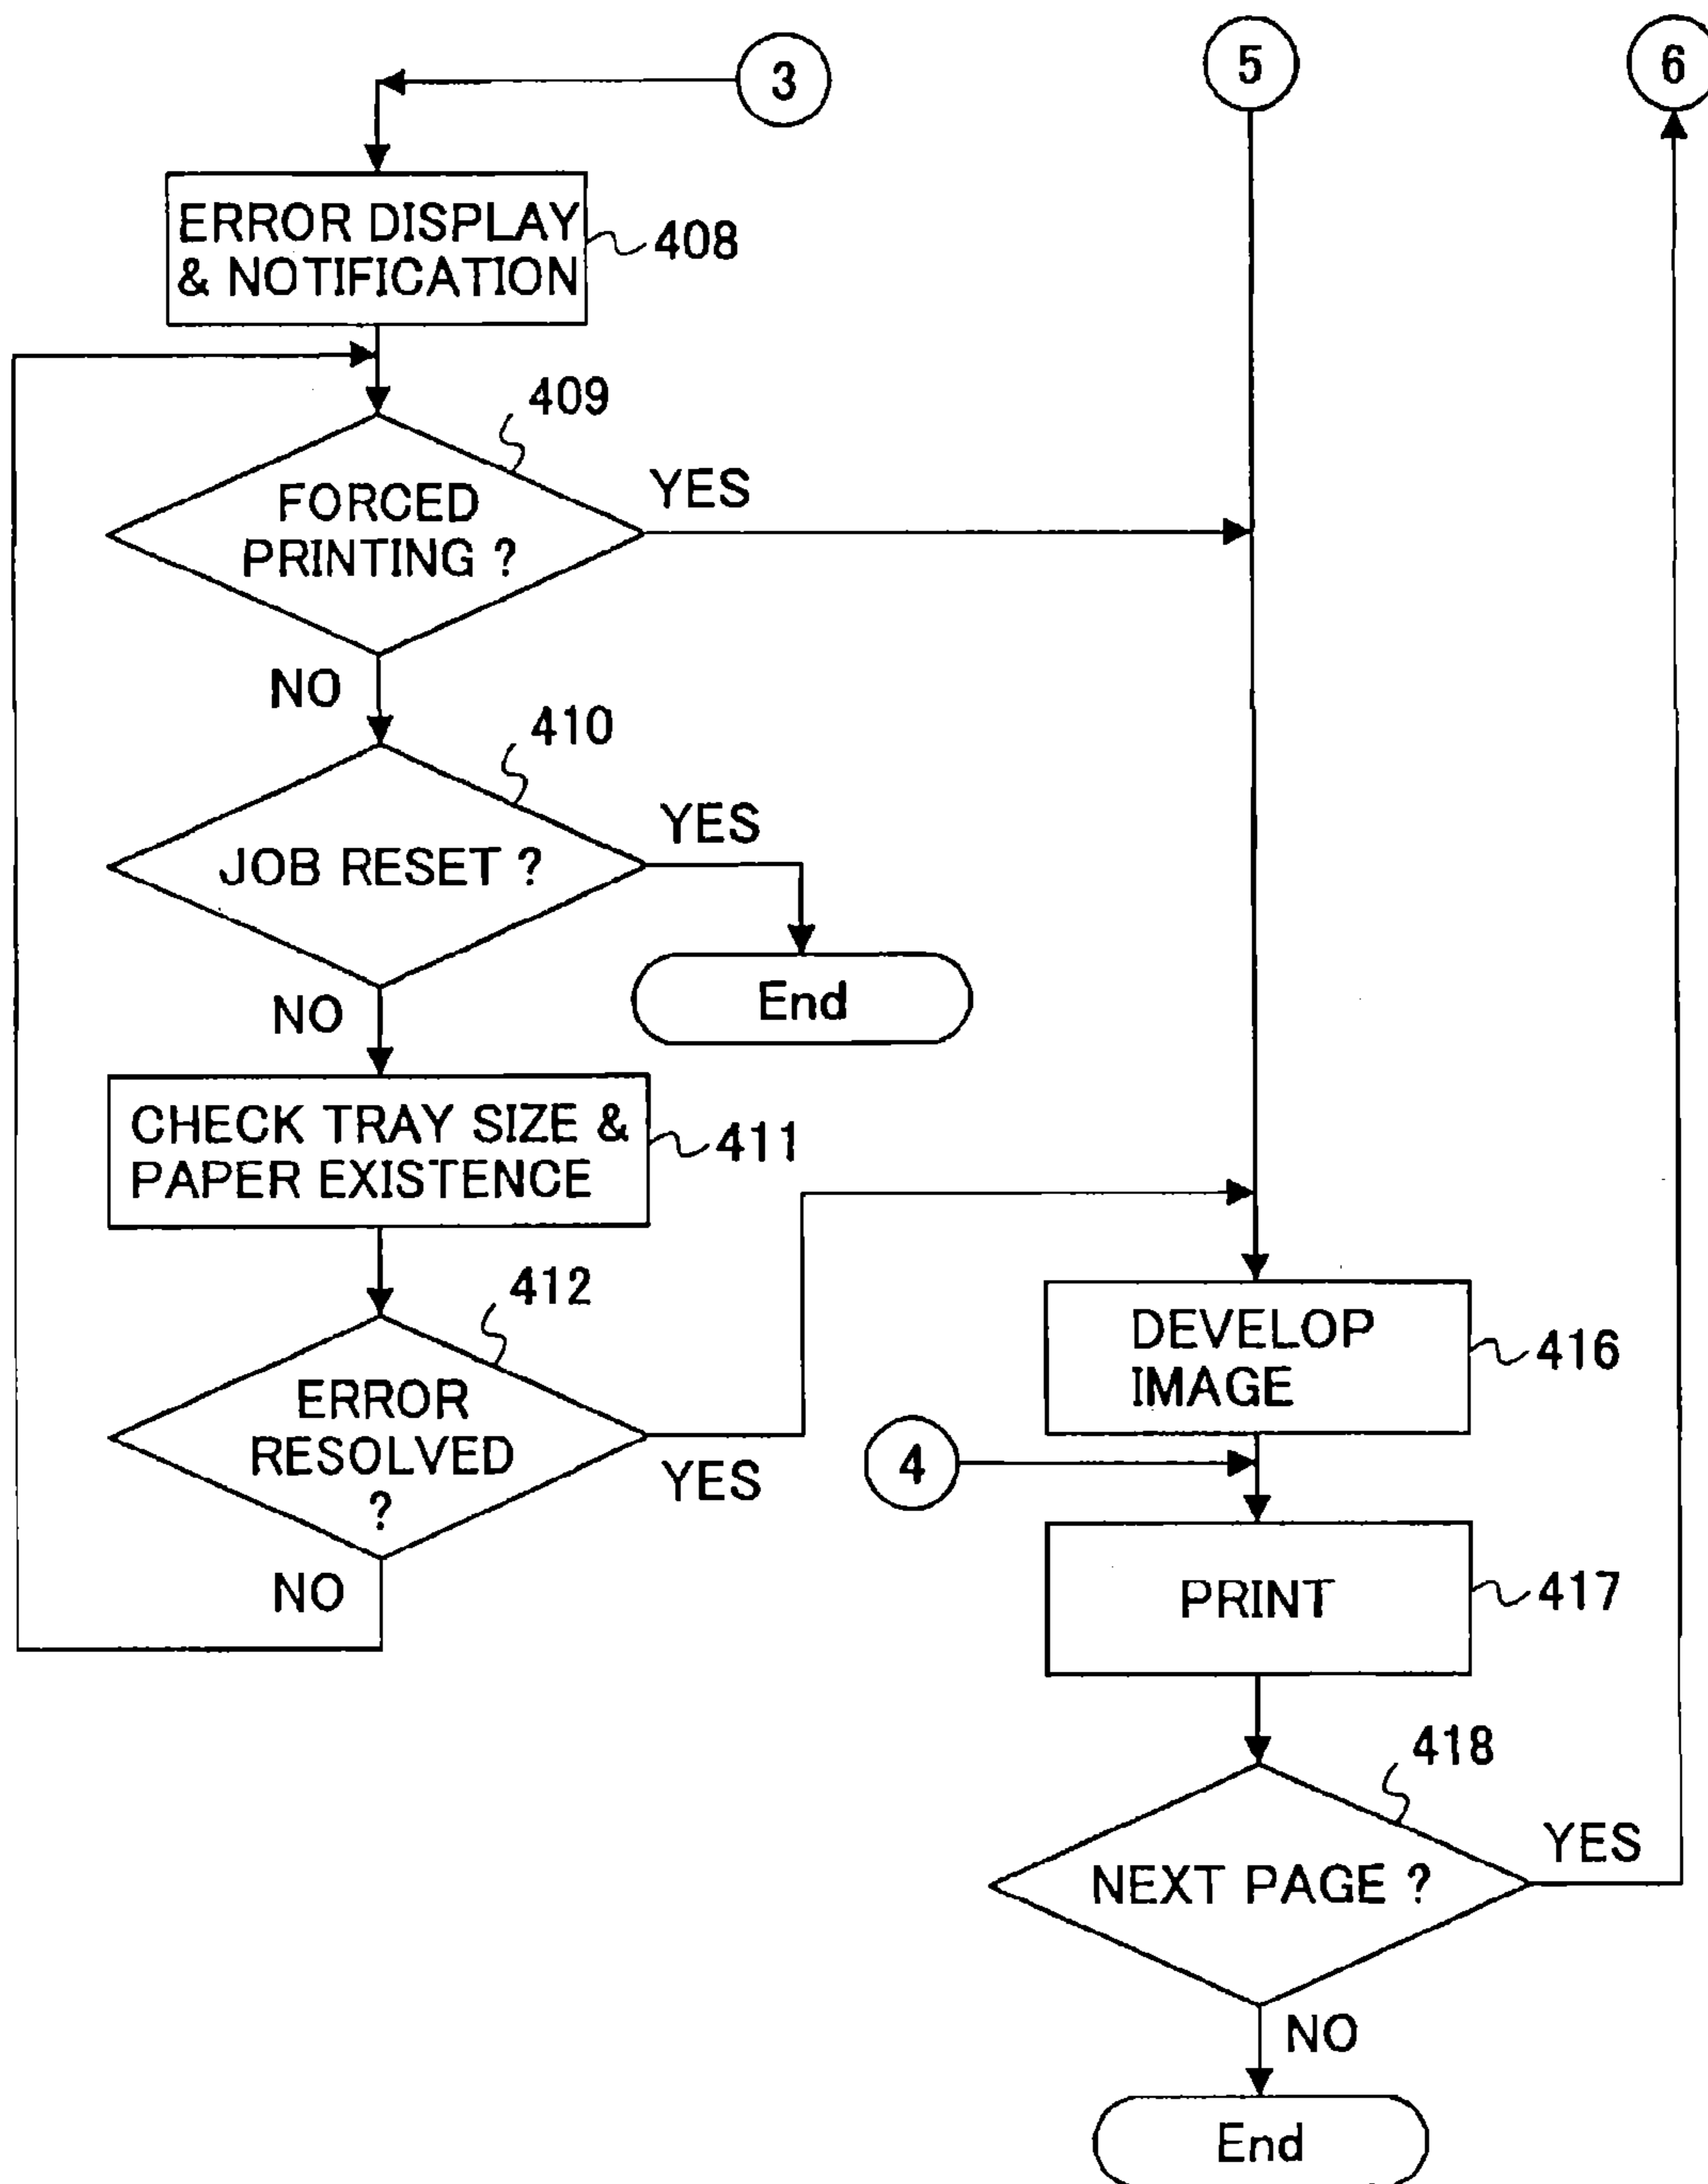 3
5
6
ERROR DISPLAY
& NOTIFICATION
408
409
FORCED
PRINTING ?
YES
NO
410
JOB RESET ?
YES
End
NO
CHECK TRAY SIZE &
PAPER EXISTENCE
411
412
ERROR
RESOLVED
?
YES
NO
DEVELOP
IMAGE
416
4
PRINT
417
418
NEXT PAGE ?
YES
NO
End